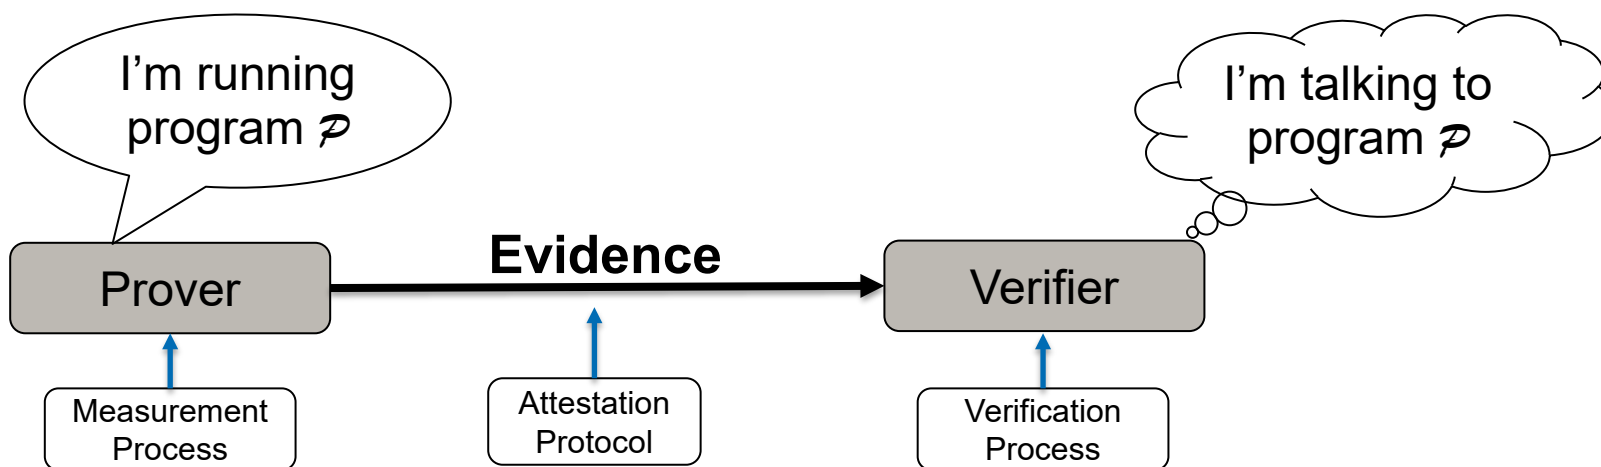 I'm running
program 𝒫
I'm talking to
program 𝒫
Evidence
Prover
Verifier
Measurement
Process
Attestation
Protocol
Verification
Process